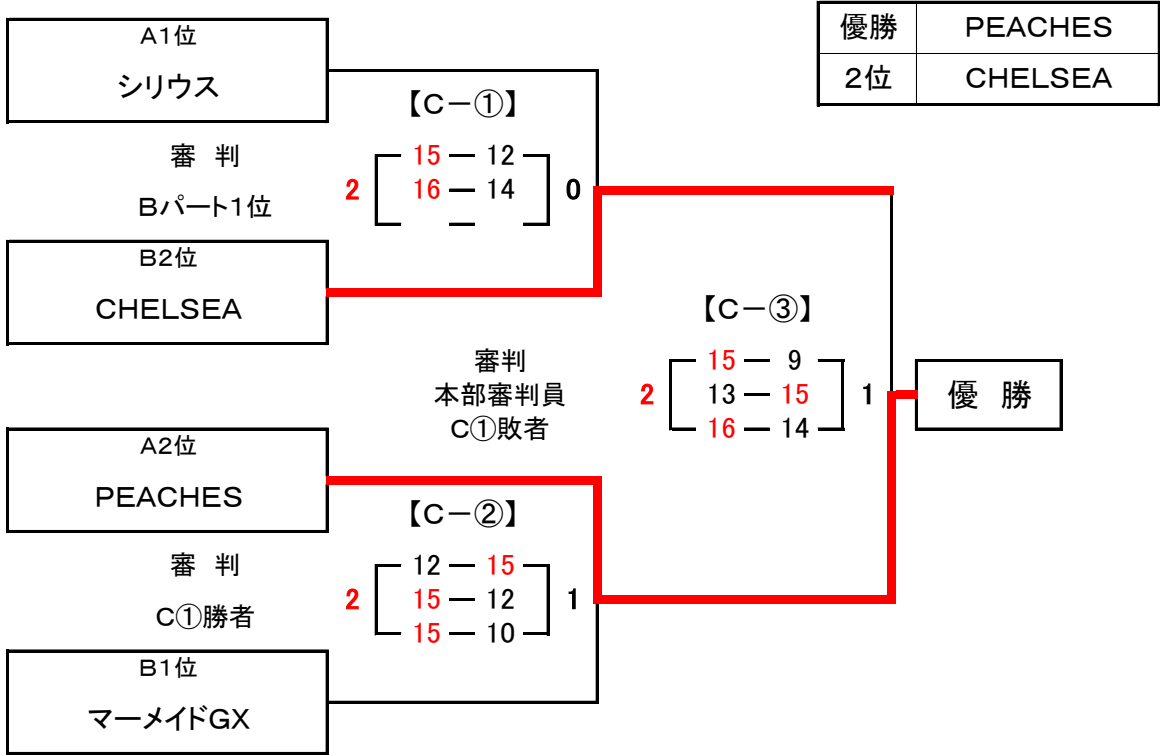 A1位
シリウス
優勝 PEACHES
2位 CHELSEA
【C－①】
審 判
Bパート1位
2 15 － 12 0
16 － 14
－
B2位
CHELSEA
【C－③】
審判
本部審判員
C①敗者
2 15 － 9 1
13 － 15
16 － 14
優 勝
A2位
PEACHES
【C－②】
審 判
C①勝者
2 12 － 15 1
15 － 12
15 － 10
B1位
マーメイドGX